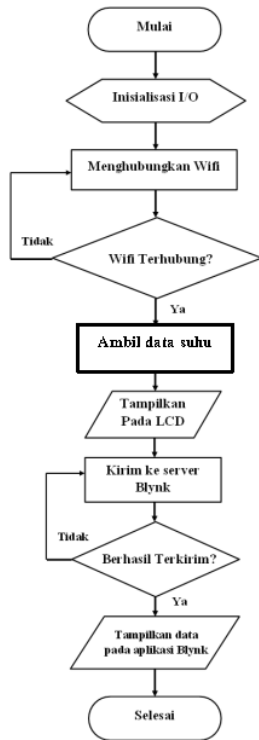 Mulai
Inisialisasi I/O
Menghubungkan Wifi
Tidak
Wifi Terhubung?
Ya
Ambil data suhu
Tampilkan
Pada LCD
Kirim ke server
Blynk
Tidak
Berhasil Terkirim?
Ya
Tampilkan data
pada aplikasi Blynk
Selesai